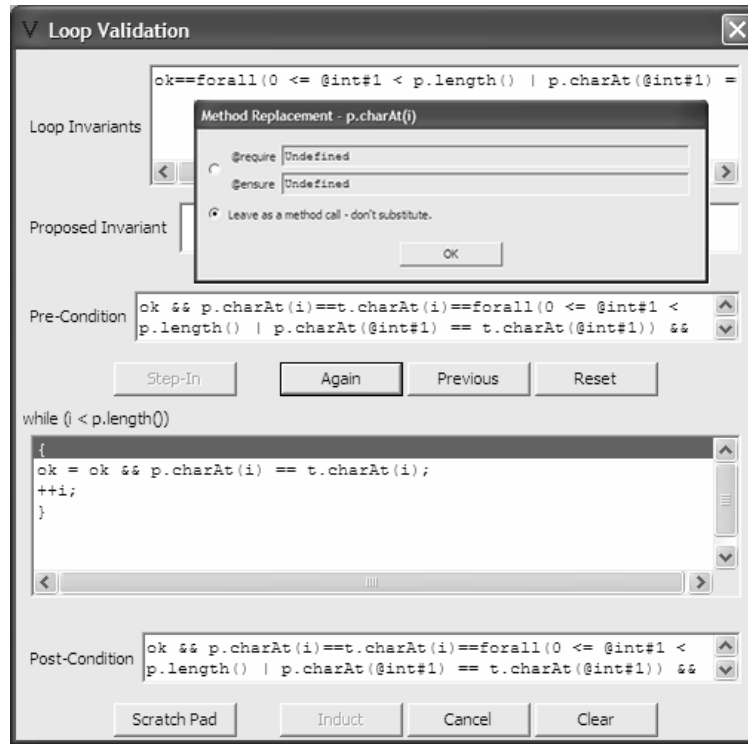 V Loop Validation
Loop Invariants
ok==forall(0 <= @int#1 < p.length() | p.charAt(@int#1) =
Method Replacement - p.charAt(i)
@require Undefined
@ensure Undefined
Leave as a method call - don't substitute.
OK
Proposed Invariant
Pre-Condition
ok && p.charAt(i)==t.charAt(i)==forall(0 <= @int#1 <
p.length() | p.charAt(@int#1) == t.charAt(@int#1)) &&
Step-In Again Previous Reset
while (i < p.length())
{
ok = ok && p.charAt(i) == t.charAt(i);
++i;
}
Post-Condition
ok && p.charAt(i)==t.charAt(i)==forall(0 <= @int#1 <
p.length() | p.charAt(@int#1) == t.charAt(@int#1)) &&
Scratch Pad Induct Cancel Clear